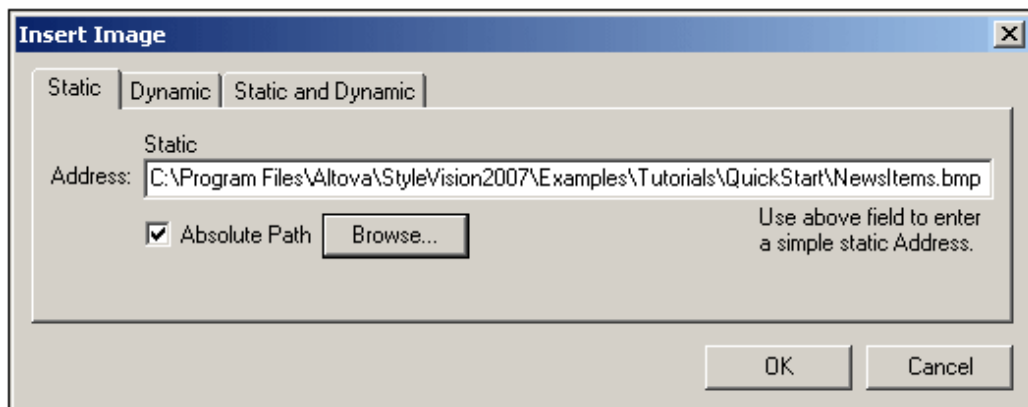 Insert Image
Static Dynamic Static and Dynamic
Static
Address: C:\Program Files\Altova\StyleVision2007\Examples\Tutorials\QuickStart\NewsItems.bmp
Absolute Path Browse...
Use above field to enter
a simple static Address.
OK Cancel